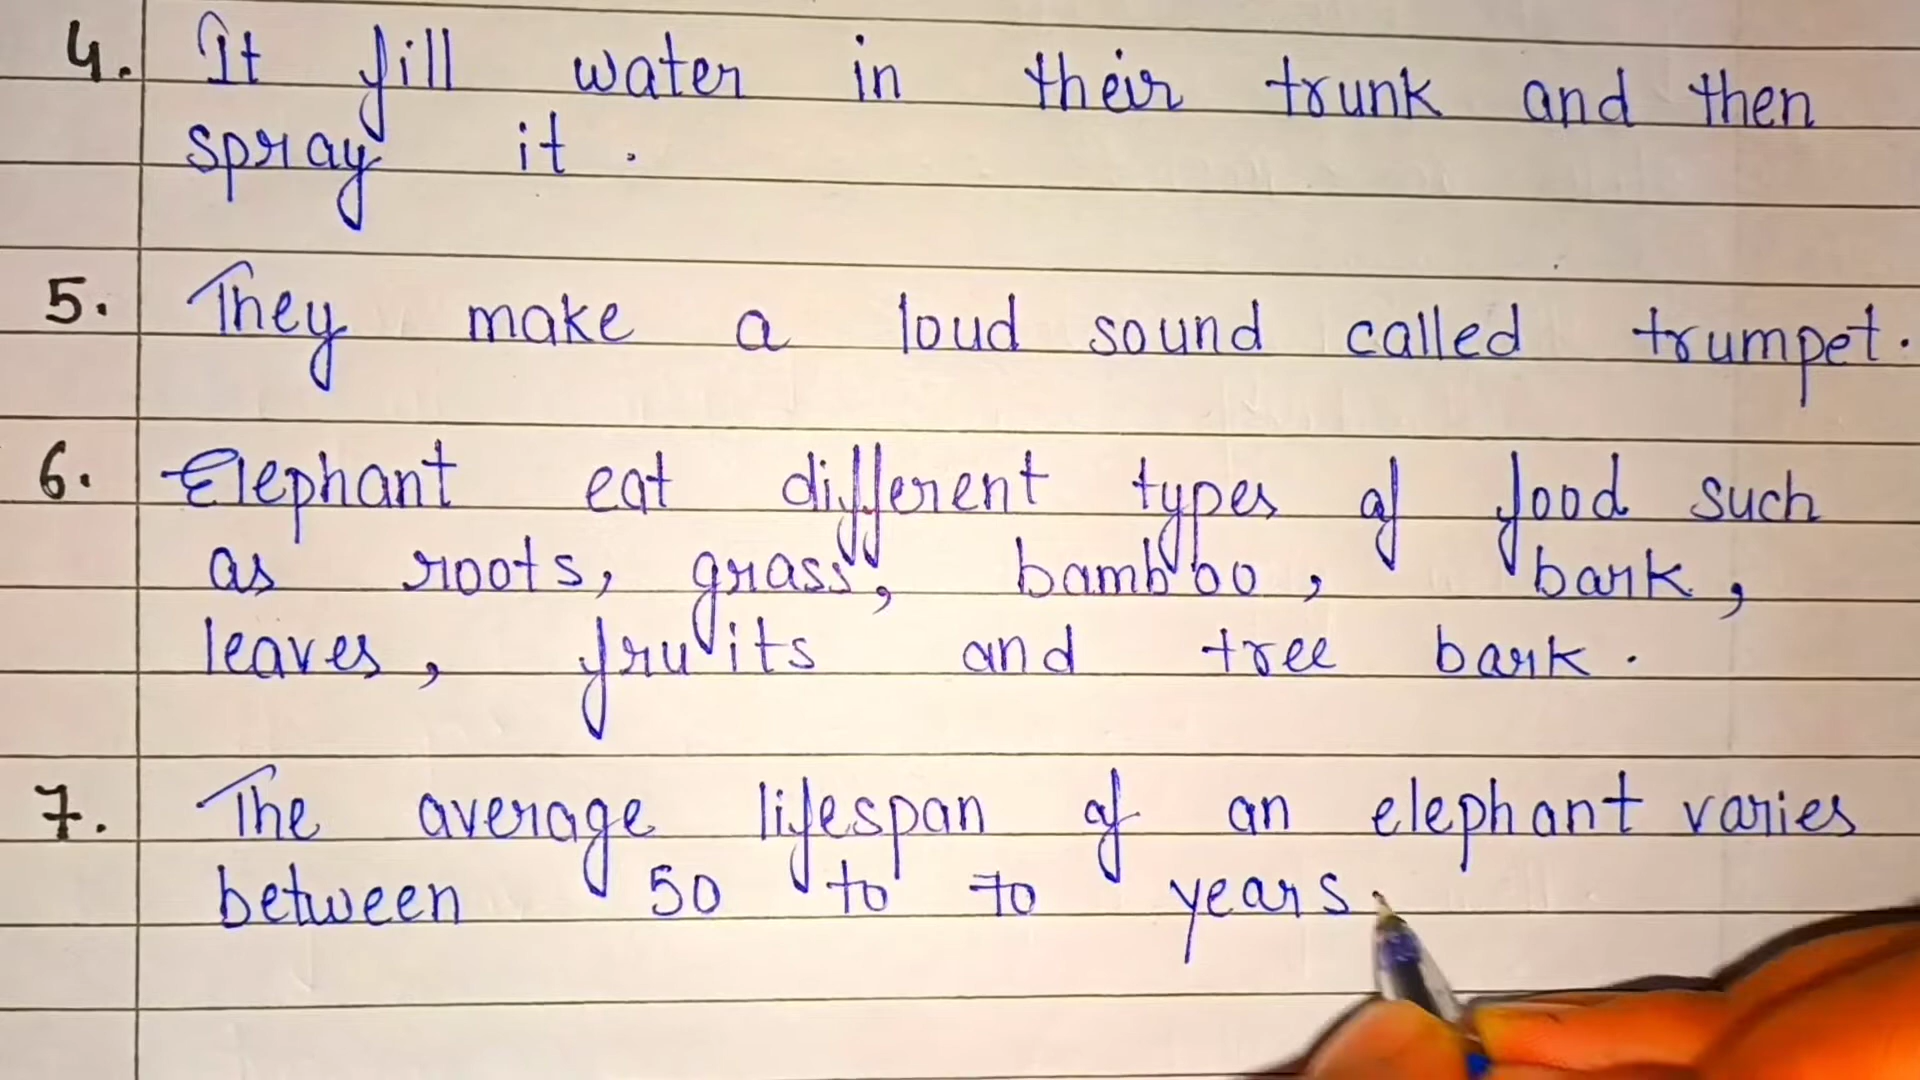 4. It fill water in their trunk and then
spray it .
5. They make a loud sound called trumpet.
6. Elephant eat different types of food such
as roots, grass, bamboo, bark,
leaves, fruits and tree bark.
7. The average lifespan of an elephant varies
between 50 to 70 years.